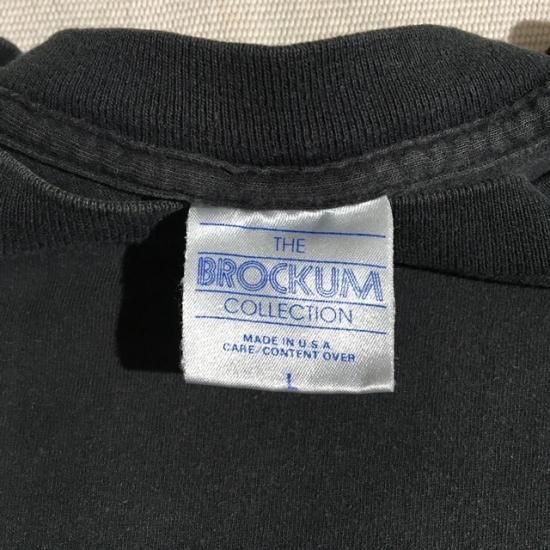 THE
BROCKUM
COLLECTION
MADE IN U.S.A
CARE/CONTENT OVER
L